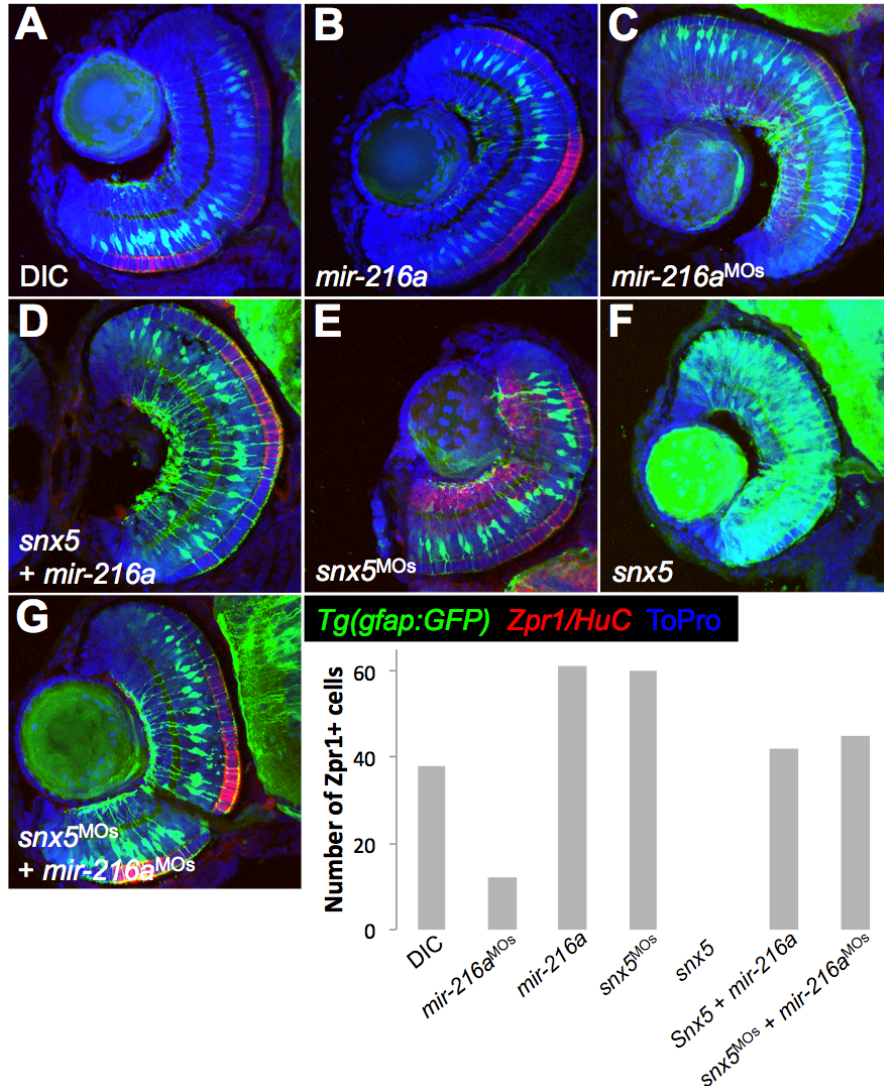 A
DIC
B
mir-216a
C
mir-216aMOs
D
snx5
+ mir-216a
E
snx5MOs
F
snx5
G
snx5MOs
+ mir-216aMOs
Tg(gfap:GFP) Zpr1/HuC ToPro
Number of Zpr1+ cells
60
40
20
0
DIC
mir-216aMOs
mir-216a
snx5MOs
snx5
Snx5 + mir-216a
snx5MOs + mir-216aMOs